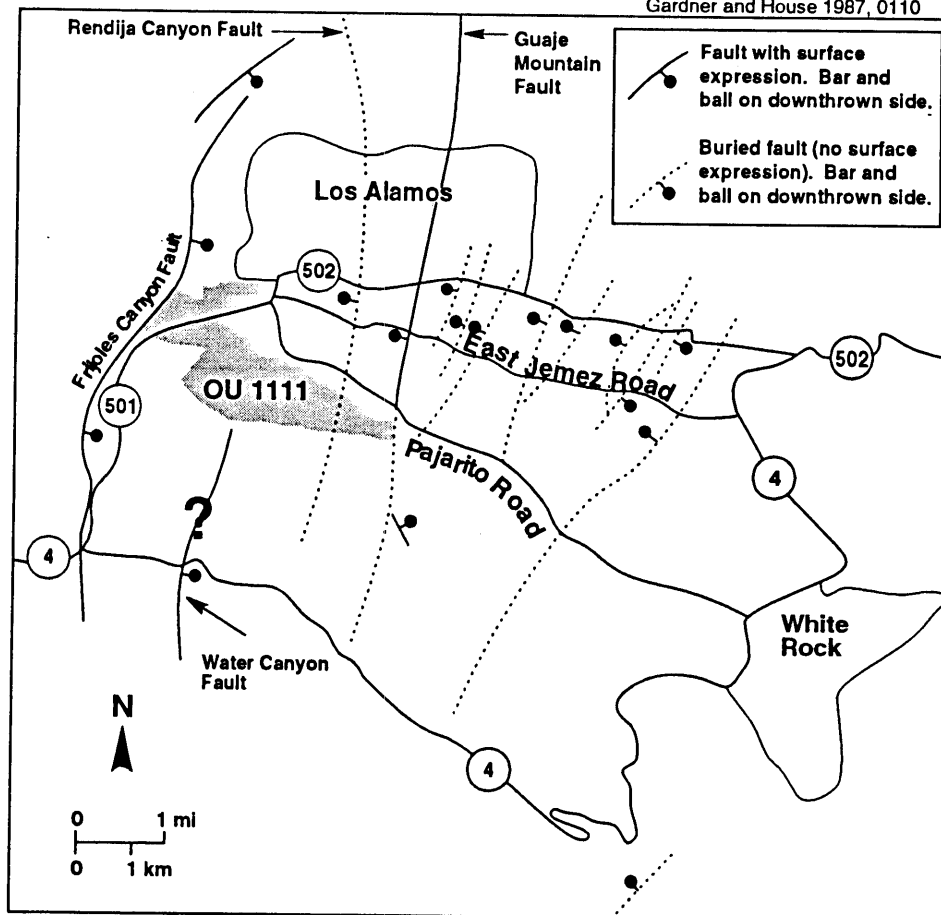 Gardner and House 1987, 0110
Rendija Canyon Fault
Guaje
Mountain
Fault
Fault with surface
expression. Bar and
ball on downthrown side.
Buried fault (no surface
expression). Bar and
ball on downthrown side.
Los Alamos
502
Frijoles Canyon Fault
East Jemez Road
502
OU 1111
501
Pajarito Road
4
?
4
White
Rock
Water Canyon
Fault
N
4
0 1 mi
0 1 km